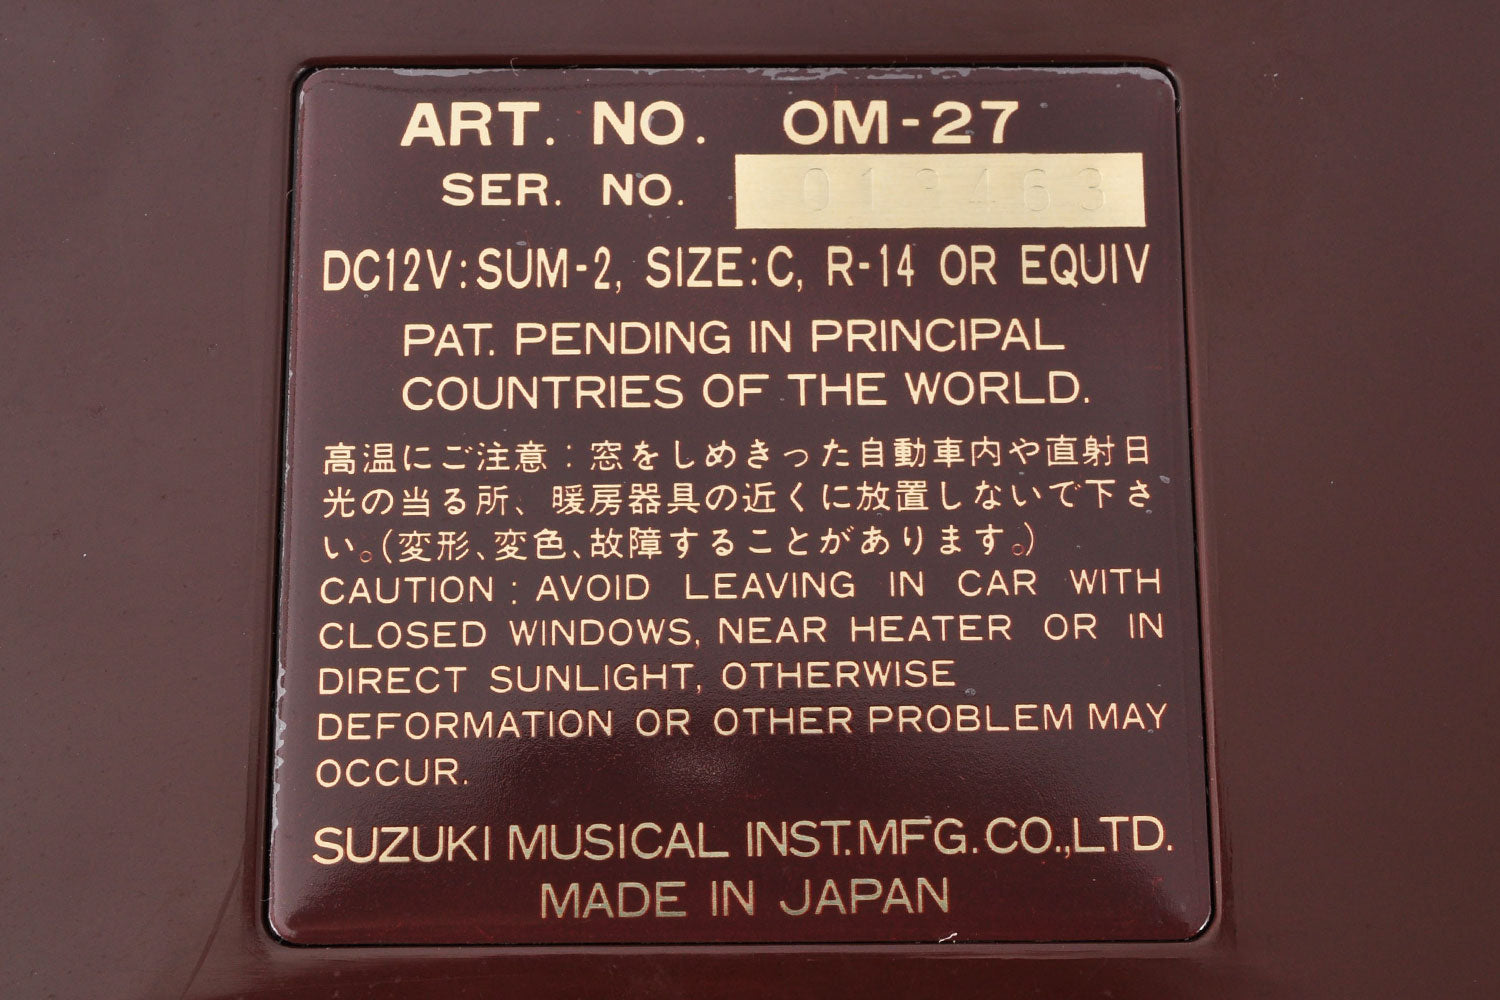 ART. NO. OM-27
SER. NO.
DC12V:SUM-2, SIZE:C, R-14 OR EQUIV
PAT. PENDING IN PRINCIPAL
COUNTRIES OF THE WORLD.
高温にご注意：窓をしめきった自動車内や直射日
光の当る所、暖房器具の近くに放置しないで下さ
い。(変形、変色、故障することがあります。)
CAUTION : AVOID LEAVING IN CAR WITH
CLOSED WINDOWS, NEAR HEATER OR IN
DIRECT SUNLIGHT, OTHERWISE
DEFORMATION OR OTHER PROBLEM MAY
OCCUR.
SUZUKI MUSICAL INST.MFG.CO.,LTD.
MADE IN JAPAN